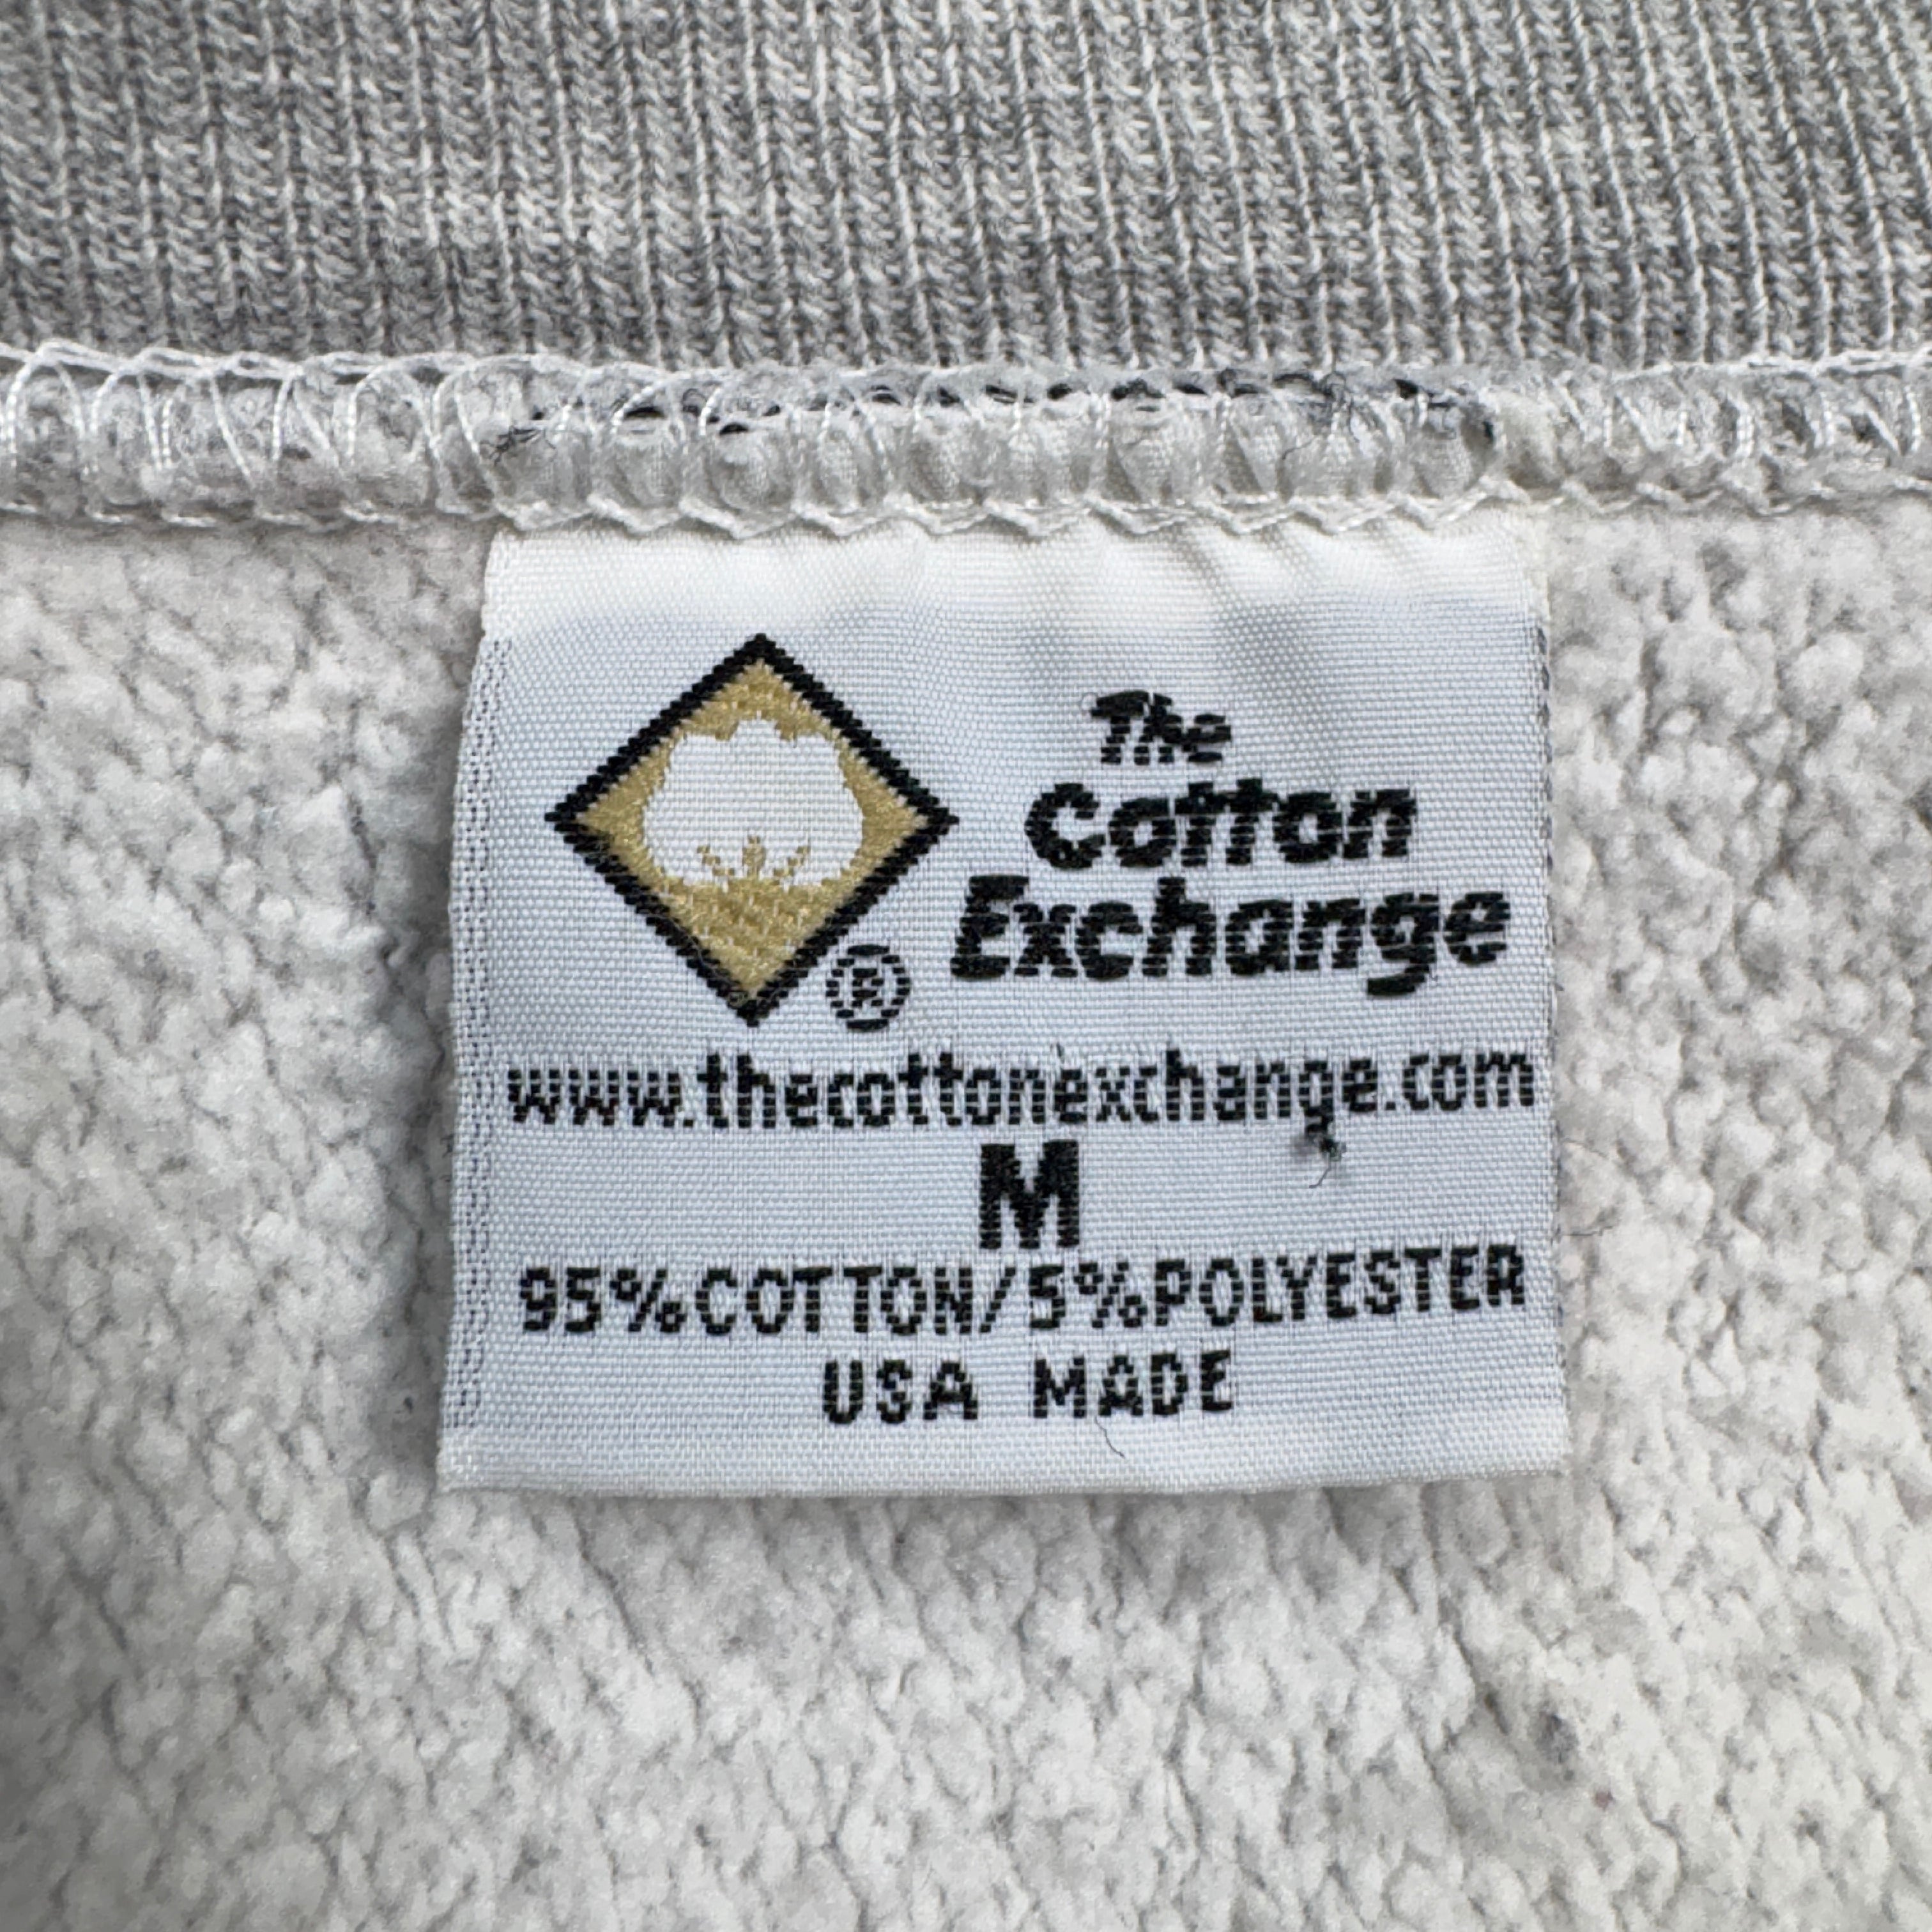 The
Cotton
Exchange
®
www.thecottonexchange.com
M
95%COTTON/5%POLYESTER
USA MADE